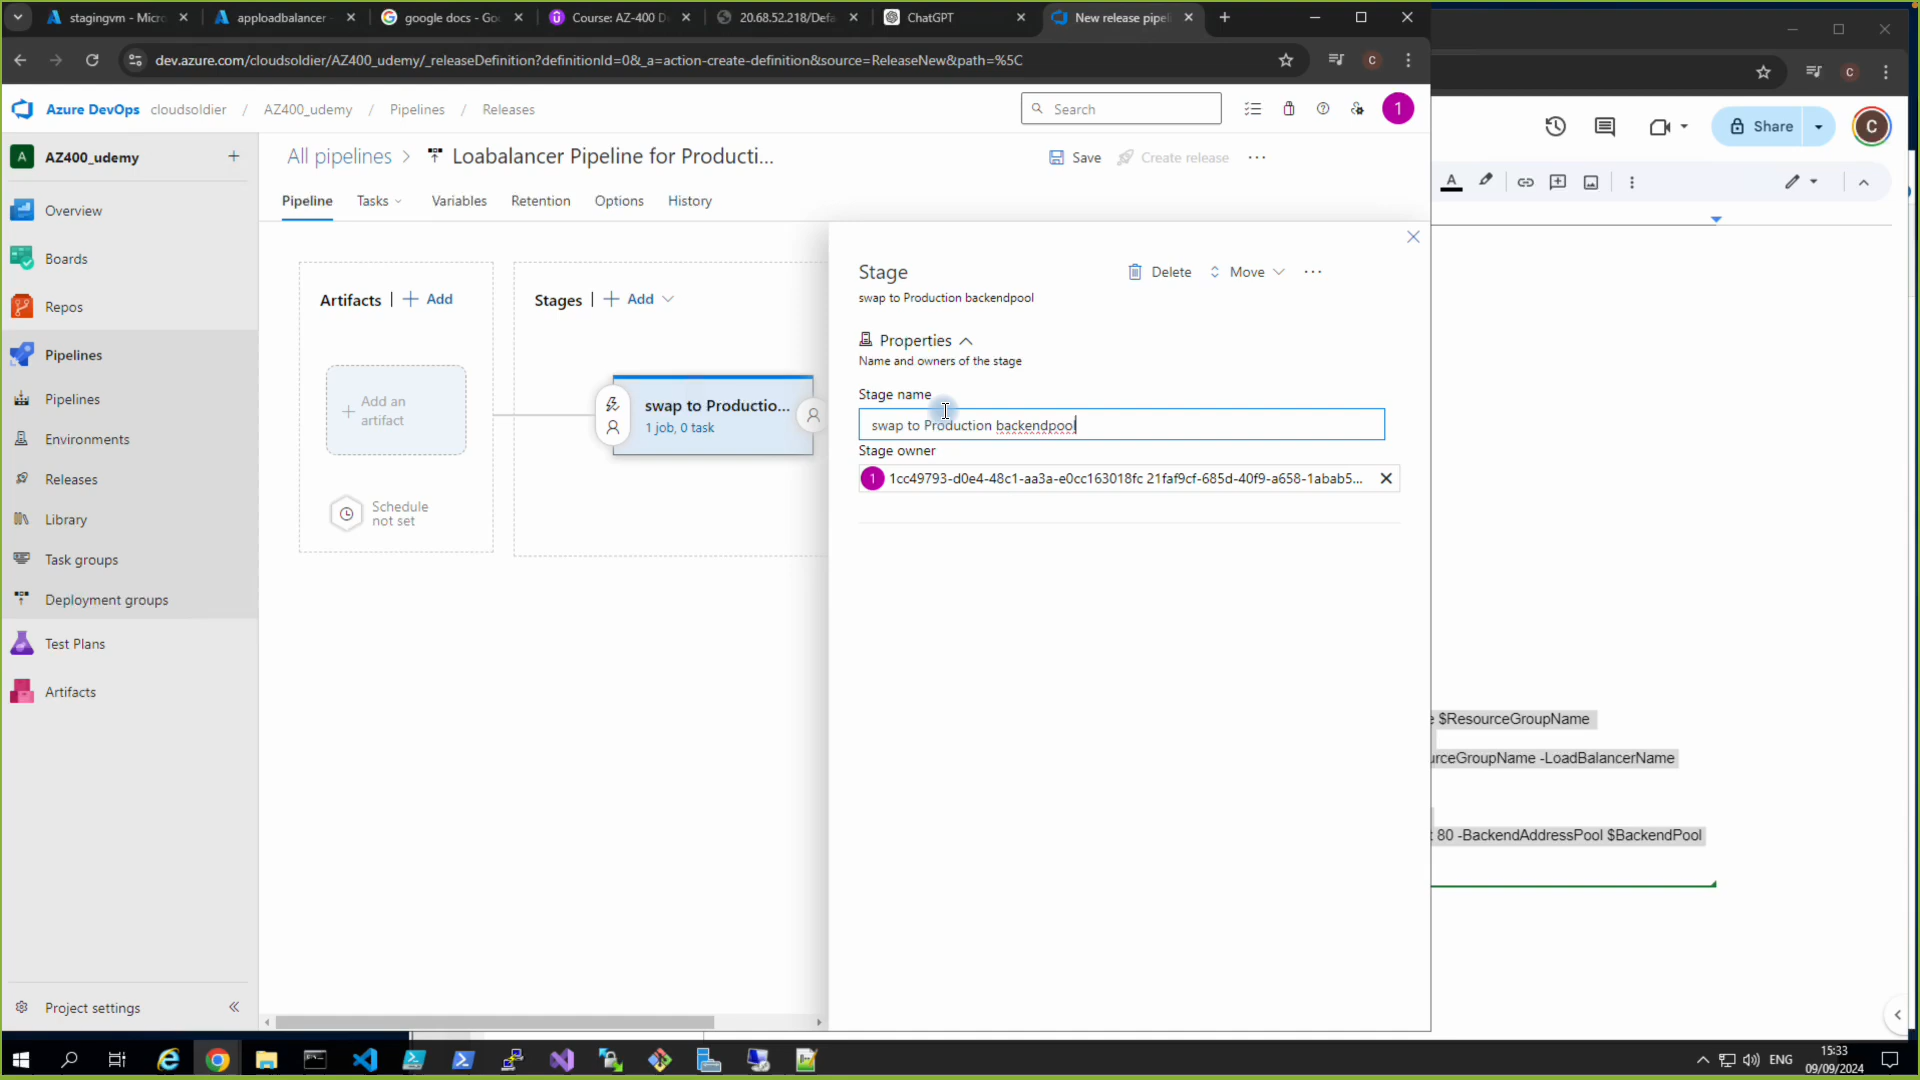 stagingvm - Micro
apploadbalancer
google docs - Go
Course: AZ-400 D
20.68.52.218/Defa
ChatGPT
New release pipel
dev.azure.com/cloudsoldier/AZ400_udemy/_releaseDefinition?definitionId=0&_a=action-create-definition&source=ReleaseNew&path=%5C
C
C
Azure DevOps
cloudsoldier / AZ400_udemy / Pipelines / Releases
Search
1
Share
C
A
AZ400_udemy
All pipelines > Loabalancer Pipeline for Producti...
Save
Create release
Pipeline
Tasks
Variables
Retention
Options
History
Overview
Boards
Repos
Pipelines
Pipelines
Environments
Releases
Library
Task groups
Deployment groups
Test Plans
Artifacts
Project settings
Artifacts | + Add
Add an
artifact
Schedule
not set
Stages | + Add
swap to Productio...
1 job, 0 task
Stage
swap to Production backendpool
Delete
Move
Properties
Name and owners of the stage
Stage name
swap to Production backendpool
Stage owner
1
1cc49793-d0e4-48c1-aa3a-e0cc163018fc 21faf9cf-685d-40f9-a658-1abab5...
$ResourceGroupName
urceGroupName -LoadBalancerName
80 -BackendAddressPool $BackendPool
ENG
15:33
09/09/2024